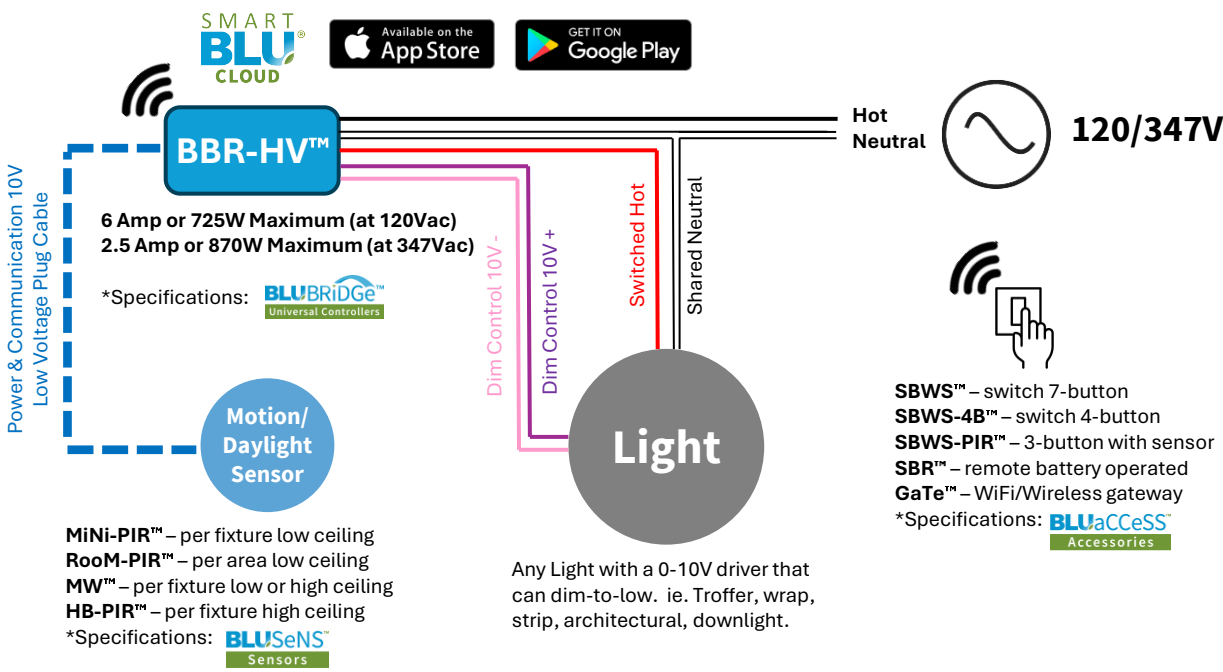 SMART
BLU®
CLOUD
Available on the
App Store
GET IT ON
Google Play
BBR-HV™
Hot
Neutral
120/347V
Power & Communication 10V
Low Voltage Plug Cable
6 Amp or 725W Maximum (at 120Vac)
2.5 Amp or 870W Maximum (at 347Vac)
*Specifications:
BLUBRiDGe™
Universal Controllers
Dim Control 10V -
Dim Control 10V +
Switched Hot
Shared Neutral
Motion/
Daylight
Sensor
Light
MiNi-PIR™ – per fixture low ceiling
RooM-PIR™ – per area low ceiling
MW™ – per fixture low or high ceiling
HB-PIR™ – per fixture high ceiling
*Specifications:
BLUSeNS™
Sensors
Any Light with a 0-10V driver that
can dim-to-low. ie. Troffer, wrap,
strip, architectural, downlight.
SBWS™ – switch 7-button
SBWS-4B™ – switch 4-button
SBWS-PIR™ – 3-button with sensor
SBR™ – remote battery operated
GaTe™ – WiFi/Wireless gateway
*Specifications:
BLUaCCeSS™
Accessories